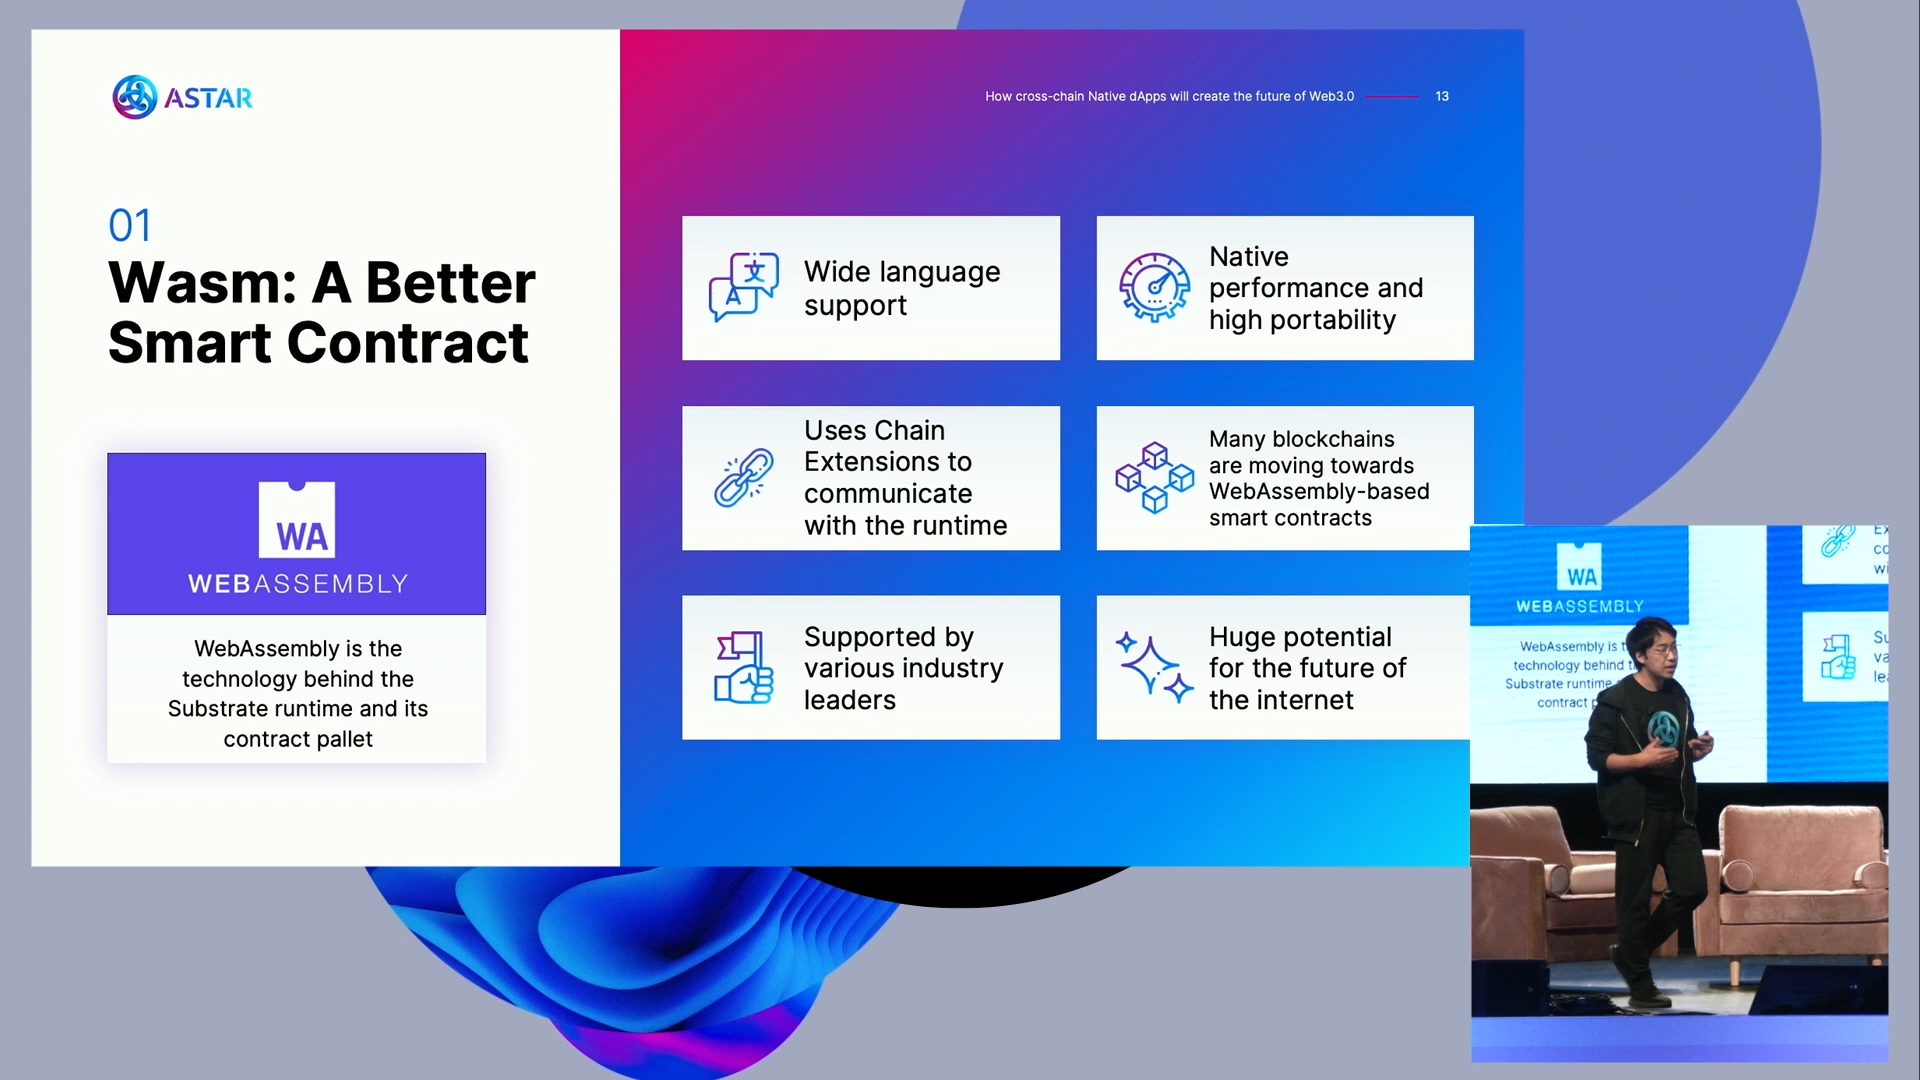 ASTAR
How cross-chain Native dApps will create the future of Web3.0
13
01
Wasm: A Better
Smart Contract
WA
WEBASSEMBLY
WebAssembly is the
technology behind the
Substrate runtime and its
contract pallet
A
文
Wide language
support
Native
performance and
high portability
Uses Chain
Extensions to
communicate
with the runtime
Many blockchains
are moving towards
WebAssembly-based
smart contracts
Supported by
various industry
leaders
Huge potential
for the future of
the internet
WA
WEBASSEMBLY
WebAssembly is
technology behind
Substrate runtime
contract